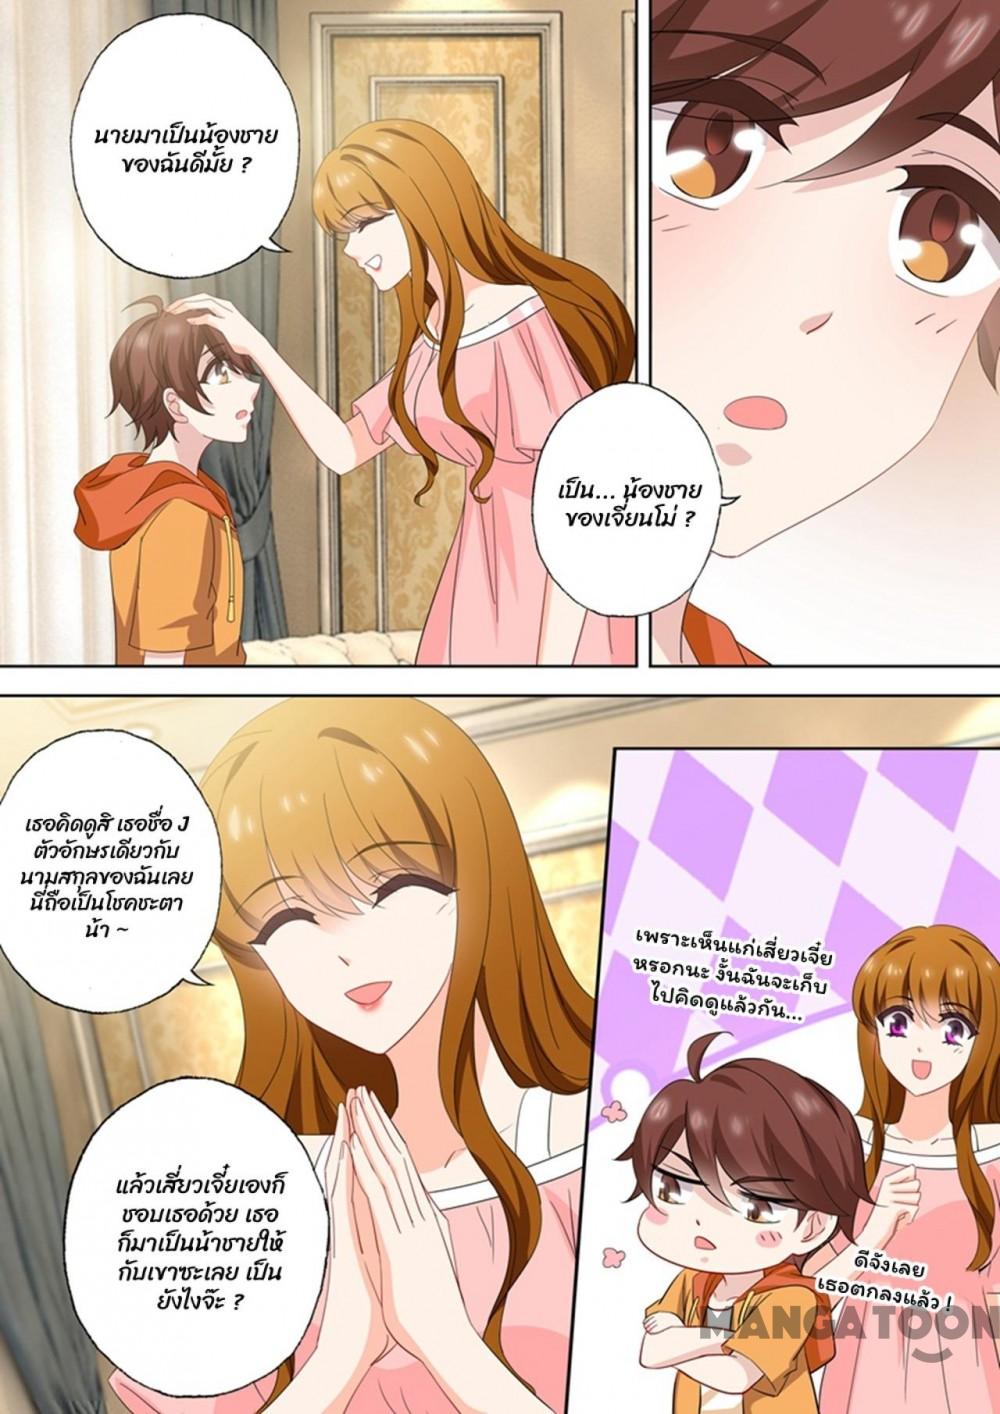 นายมาเป็นน้องชาย
ของฉันดีมั้ย ?
เป็น... น้องชาย
ของเจี่ยนโม่ ?
เธอคิดดูสิ เธอชื่อ J
ตัวอักษรเดียวกับ
นามสกุลของฉันเลย
นี่ถือเป็นโชคชะตา
น้า ~
แล้วเสี่ยวเจี๋ยเองก็
ชอบเธอด้วย เธอ
ก็มาเป็นน้าชายให้
กับเขาซะเลย เป็น
ยังไงจ๊ะ ?
เพราะเห็นแก่เสี่ยวเจี๋ย
หรอกนะ งั้นฉันจะเก็บ
ไปคิดดูแล้วกัน...
ดีจังเลย
เธอตกลงแล้ว !
MANGATOON